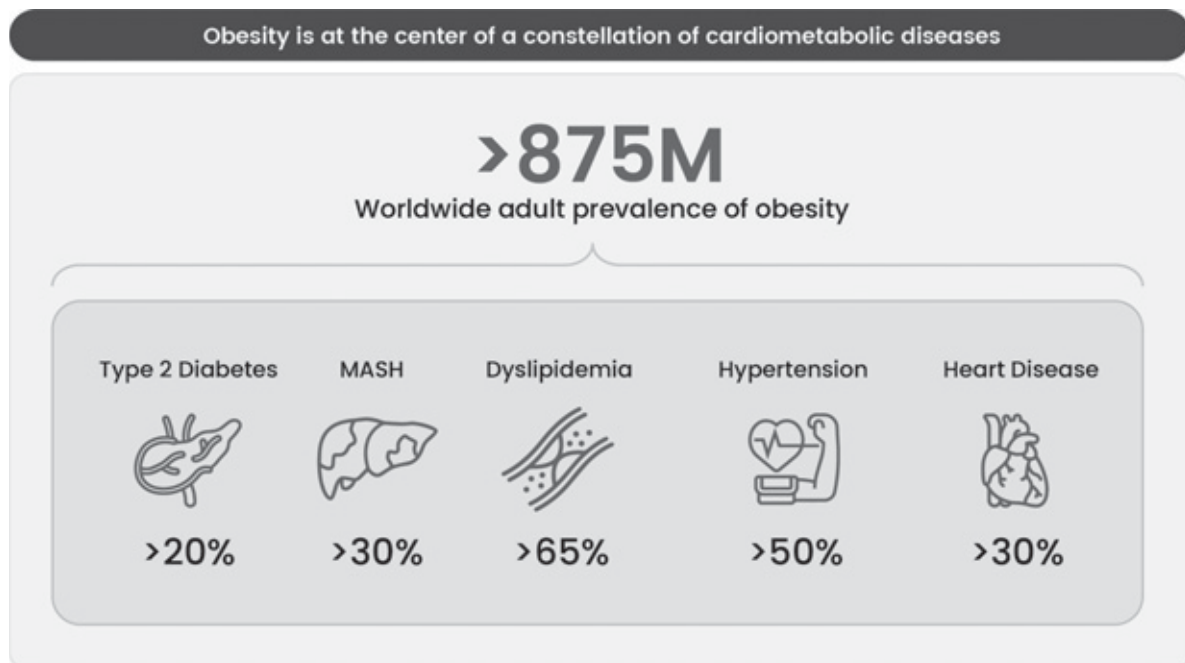 Obesity is at the center of a constellation of cardiometabolic diseases
>875M
Worldwide adult prevalence of obesity
Type 2 Diabetes
MASH
Dyslipidemia
Hypertension
Heart Disease
>20%
>30%
>65%
>50%
>30%